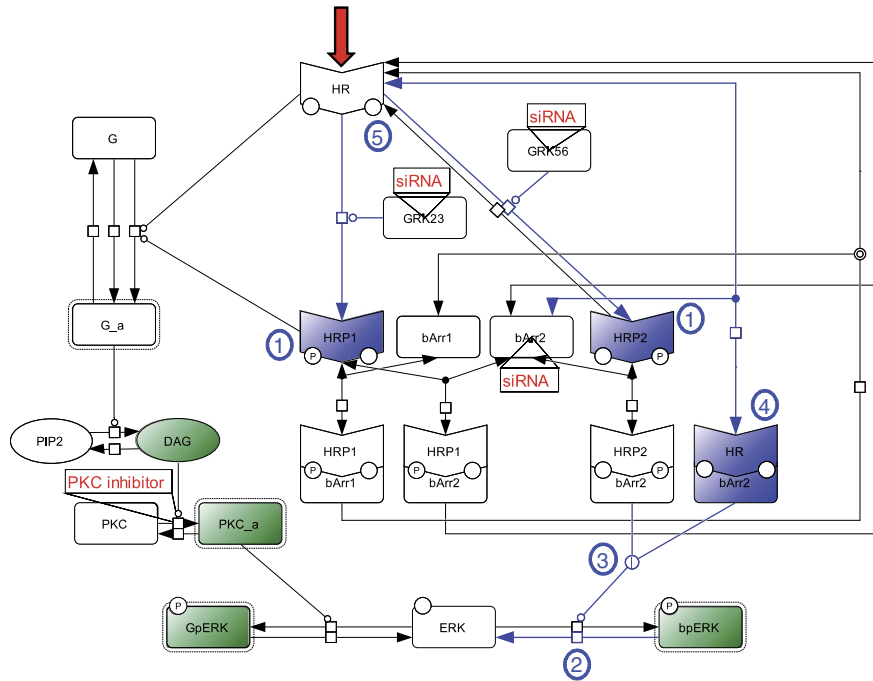 HR
5
siRNA
GRK56
G
siRNA
GRK23
G_a
1
HRP1
P
bArr1
bArr2
siRNA
HRP2
P
1
PIP2
DAG
4
HRP1
P
bArr1
HRP1
P
bArr2
HRP2
P
bArr2
HR
bArr2
PKC inhibitor
PKC
PKC_a
3
P
GpERK
ERK
P
bpERK
2